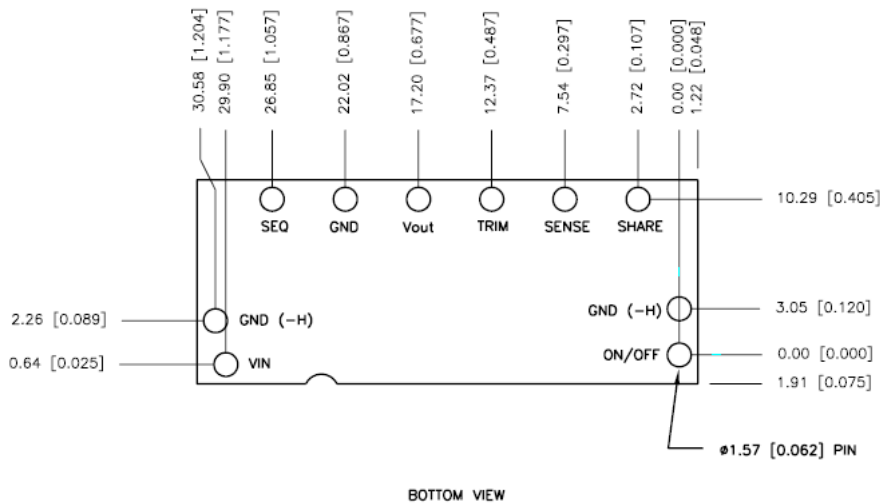 30.58 [1.204]
29.90 [1.177]
26.85 [1.057]
22.02 [0.867]
17.20 [0.677]
12.37 [0.487]
7.54 [0.297]
2.72 [0.107]
0.00 [0.000]
1.22 [0.048]
10.29 [0.405]
SEQ GND Vout TRIM SENSE SHARE
2.26 [0.089] GND (-H) GND (-H) 3.05 [0.120]
0.64 [0.025] VIN ON/OFF 0.00 [0.000]
1.91 [0.075]
ø1.57 [0.062] PIN
BOTTOM VIEW